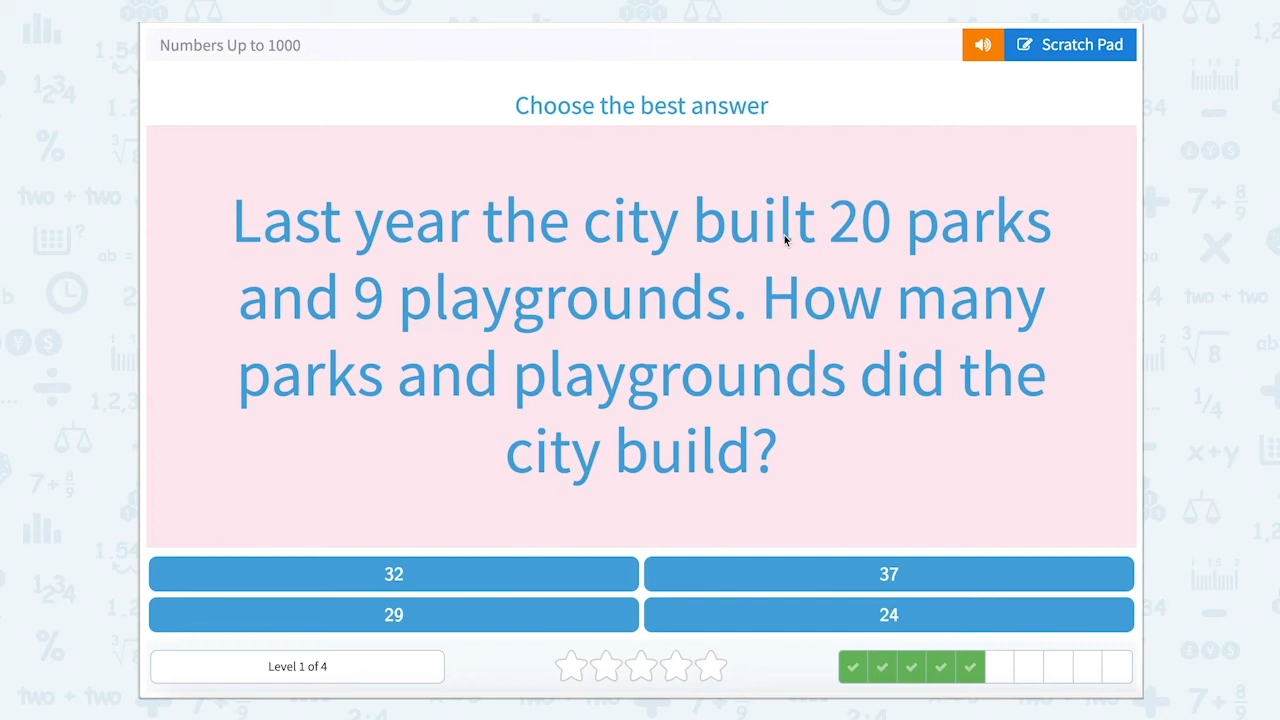 Numbers Up to 1000
Scratch Pad
Choose the best answer
Last year the city built 20 parks
and 9 playgrounds. How many
parks and playgrounds did the
city build?
32
37
29
24
Level 1 of 4